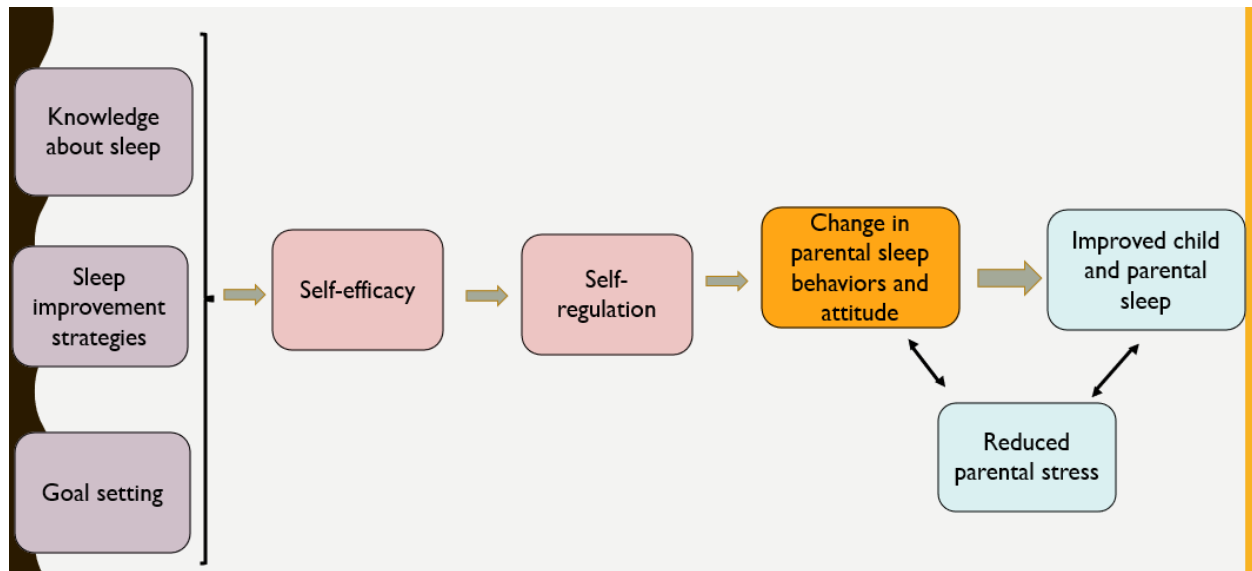 Knowledge
about sleep
Sleep
improvement
strategies
Goal setting
Self-efficacy
Self-
regulation
Change in
parental sleep
behaviors and
attitude
Improved child
and parental
sleep
Reduced
parental stress